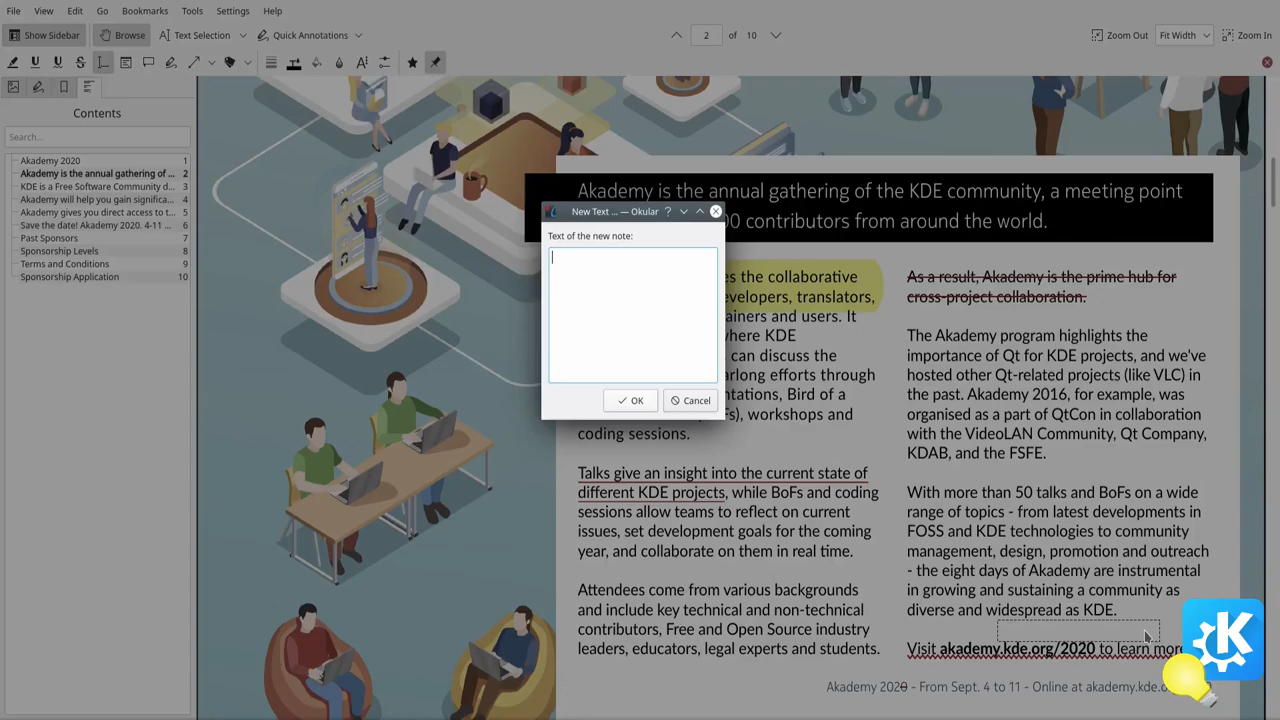 File View Edit Go Bookmarks Tools Settings Help
Show Sidebar Browse Text Selection Quick Annotations 2 of 10 Zoom Out Fit Width Zoom In
Contents
Search...
Akademy 2020 1
Akademy is the annual gathering of ... 2
KDE is a Free Software Community d... 3
Akademy will help you gain significa... 4
Akademy gives you direct access to t... 5
Save the date! Akademy 2020. 4-11 ... 6
Past Sponsors 7
Sponsorship Levels 8
Terms and Conditions 9
Sponsorship Application 10
Akademy is the annual gathering of the KDE community, a meeting point
00 contributors from around the world.
New Text ... — Okular
Text of the new note:
OK Cancel
es the collaborative
evelopers, translators,
ainers and users. It
where KDE
can discuss the
arlong efforts through
ntations, Bird of a
Fs), workshops and
coding sessions.
Talks give an insight into the current state of
different KDE projects, while BoFs and coding
sessions allow teams to reflect on current
issues, set development goals for the coming
year, and collaborate on them in real time.
Attendees come from various backgrounds
and include key technical and non-technical
contributors, Free and Open Source industry
leaders, educators, legal experts and students.
As a result, Akademy is the prime hub for
cross-project collaboration.
The Akademy program highlights the
importance of Qt for KDE projects, and we've
hosted other Qt-related projects (like VLC) in
the past. Akademy 2016, for example, was
organised as a part of QtCon in collaboration
with the VideoLAN Community, Qt Company,
KDAB, and the FSFE.
With more than 50 talks and BoFs on a wide
range of topics - from latest developments in
FOSS and KDE technologies to community
management, design, promotion and outreach
- the eight days of Akademy are instrumental
in growing and sustaining a community as
diverse and widespread as KDE.
Visit akademy.kde.org/2020 to learn more
Akademy 2020 - From Sept. 4 to 11 - Online at akademy.kde.o
K